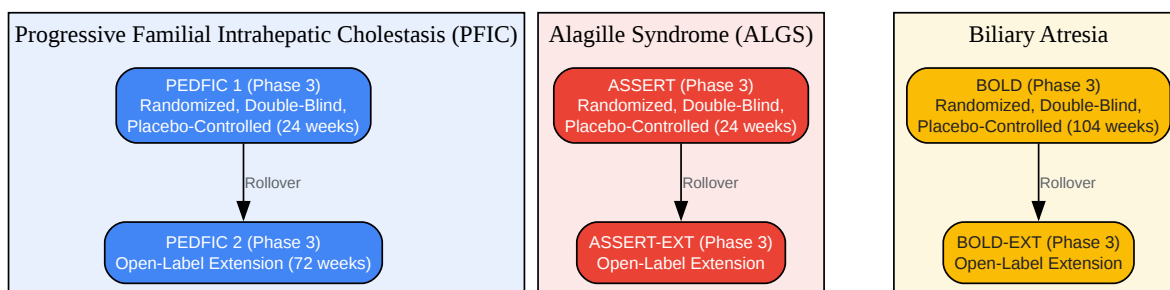 Progressive Familial Intrahepatic Cholestasis (PFIC)
PEDFIC 1 (Phase 3)
Randomized, Double-Blind,
Placebo-Controlled (24 weeks)
Rollover
PEDFIC 2 (Phase 3)
Open-Label Extension (72 weeks)
Alagille Syndrome (ALGS)
ASSERT (Phase 3)
Randomized, Double-Blind,
Placebo-Controlled (24 weeks)
Rollover
ASSERT-EXT (Phase 3)
Open-Label Extension
Biliary Atresia
BOLD (Phase 3)
Randomized, Double-Blind,
Placebo-Controlled (104 weeks)
Rollover
BOLD-EXT (Phase 3)
Open-Label Extension